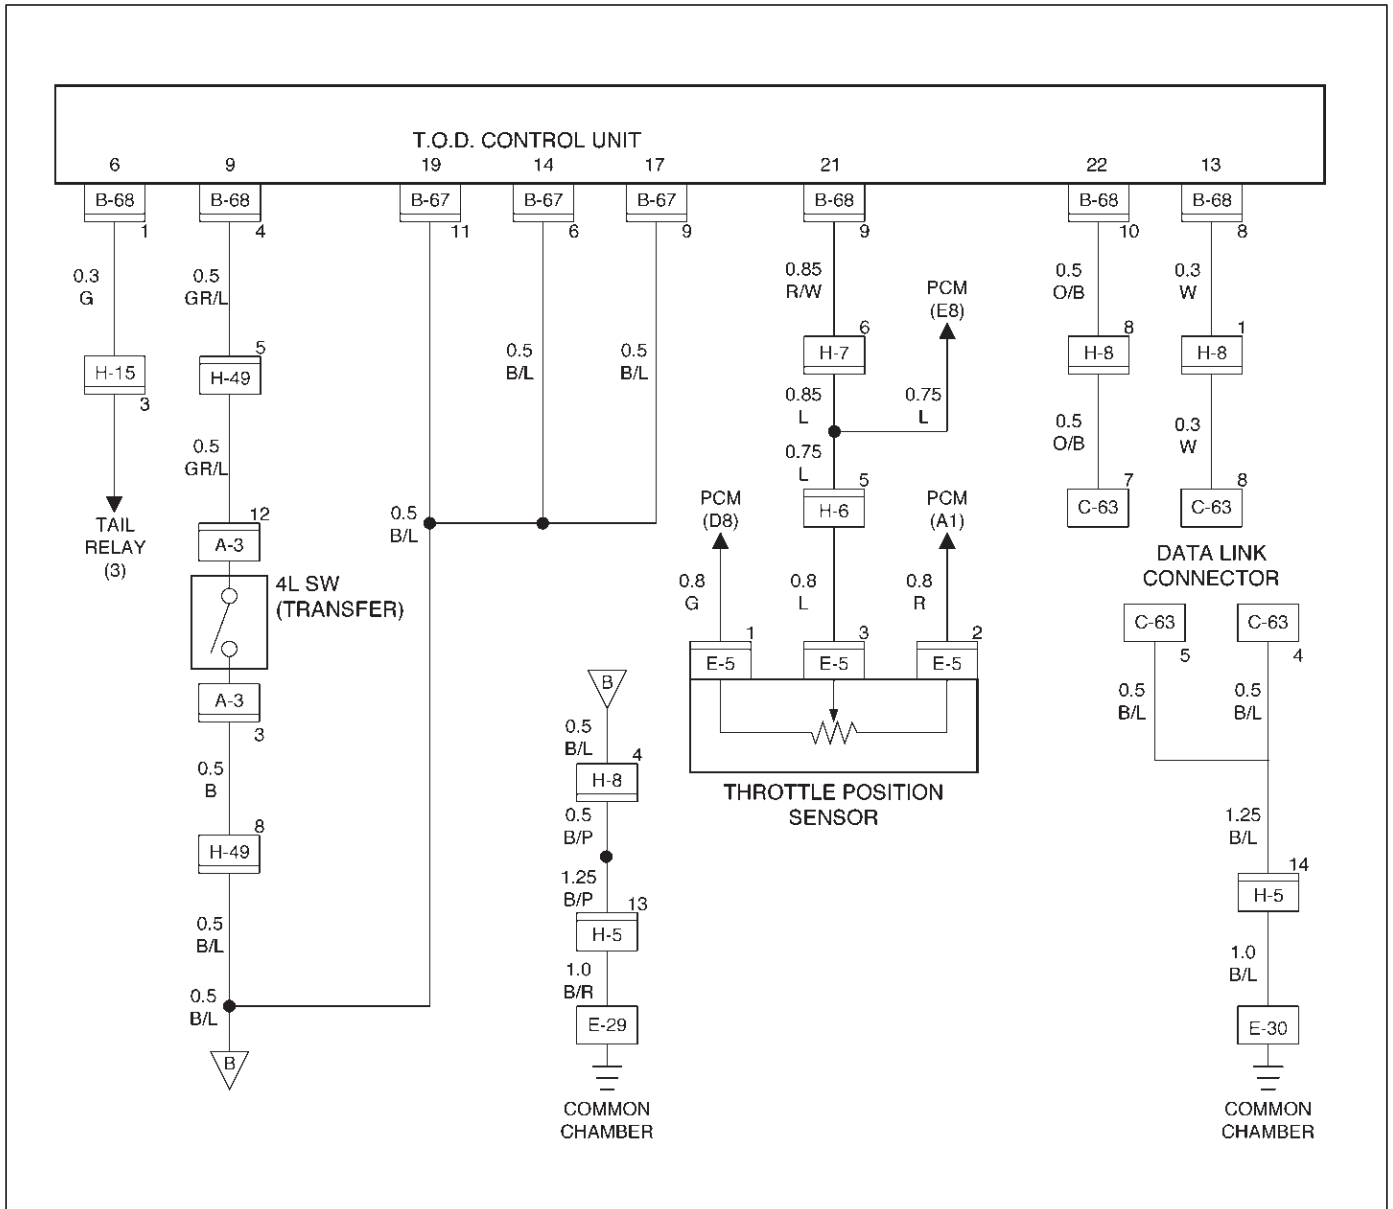 T.O.D. CONTROL UNIT
6 9 19 14 17 21 22 13
B-68 B-68 B-67 B-67 B-67 B-68 B-68 B-68
1 4 11 6 9 9 10 8
0.3
G
0.5
GR/L
0.85
R/W
PCM
(E8)
0.5
O/B
0.3
W
H-15
3
5
H-49
0.5
B/L
0.5
B/L
6
H-7
8
H-8
1
H-8
0.5
GR/L
0.85
L
0.75
L
0.5
O/B
0.3
W
0.75
L
TAIL
RELAY
(3)
12
A-3
0.5
B/L
PCM
(D8)
5
H-6
PCM
(A1)
7
C-63
8
C-63
DATA LINK
CONNECTOR
4L SW
(TRANSFER)
0.8
G
0.8
L
0.8
R
C-63
5
C-63
4
1
E-5
3
E-5
2
E-5
A-3
3
B
0.5
B/L
0.5
B/L
0.5
B/L
0.5
B
4
H-8
THROTTLE POSITION
SENSOR
0.5
B/P
1.25
B/L
8
H-49
1.25
B/P
14
H-5
0.5
B/L
13
H-5
1.0
B/R
1.0
B/L
0.5
B/L
E-29
E-30
B
COMMON
CHAMBER
COMMON
CHAMBER